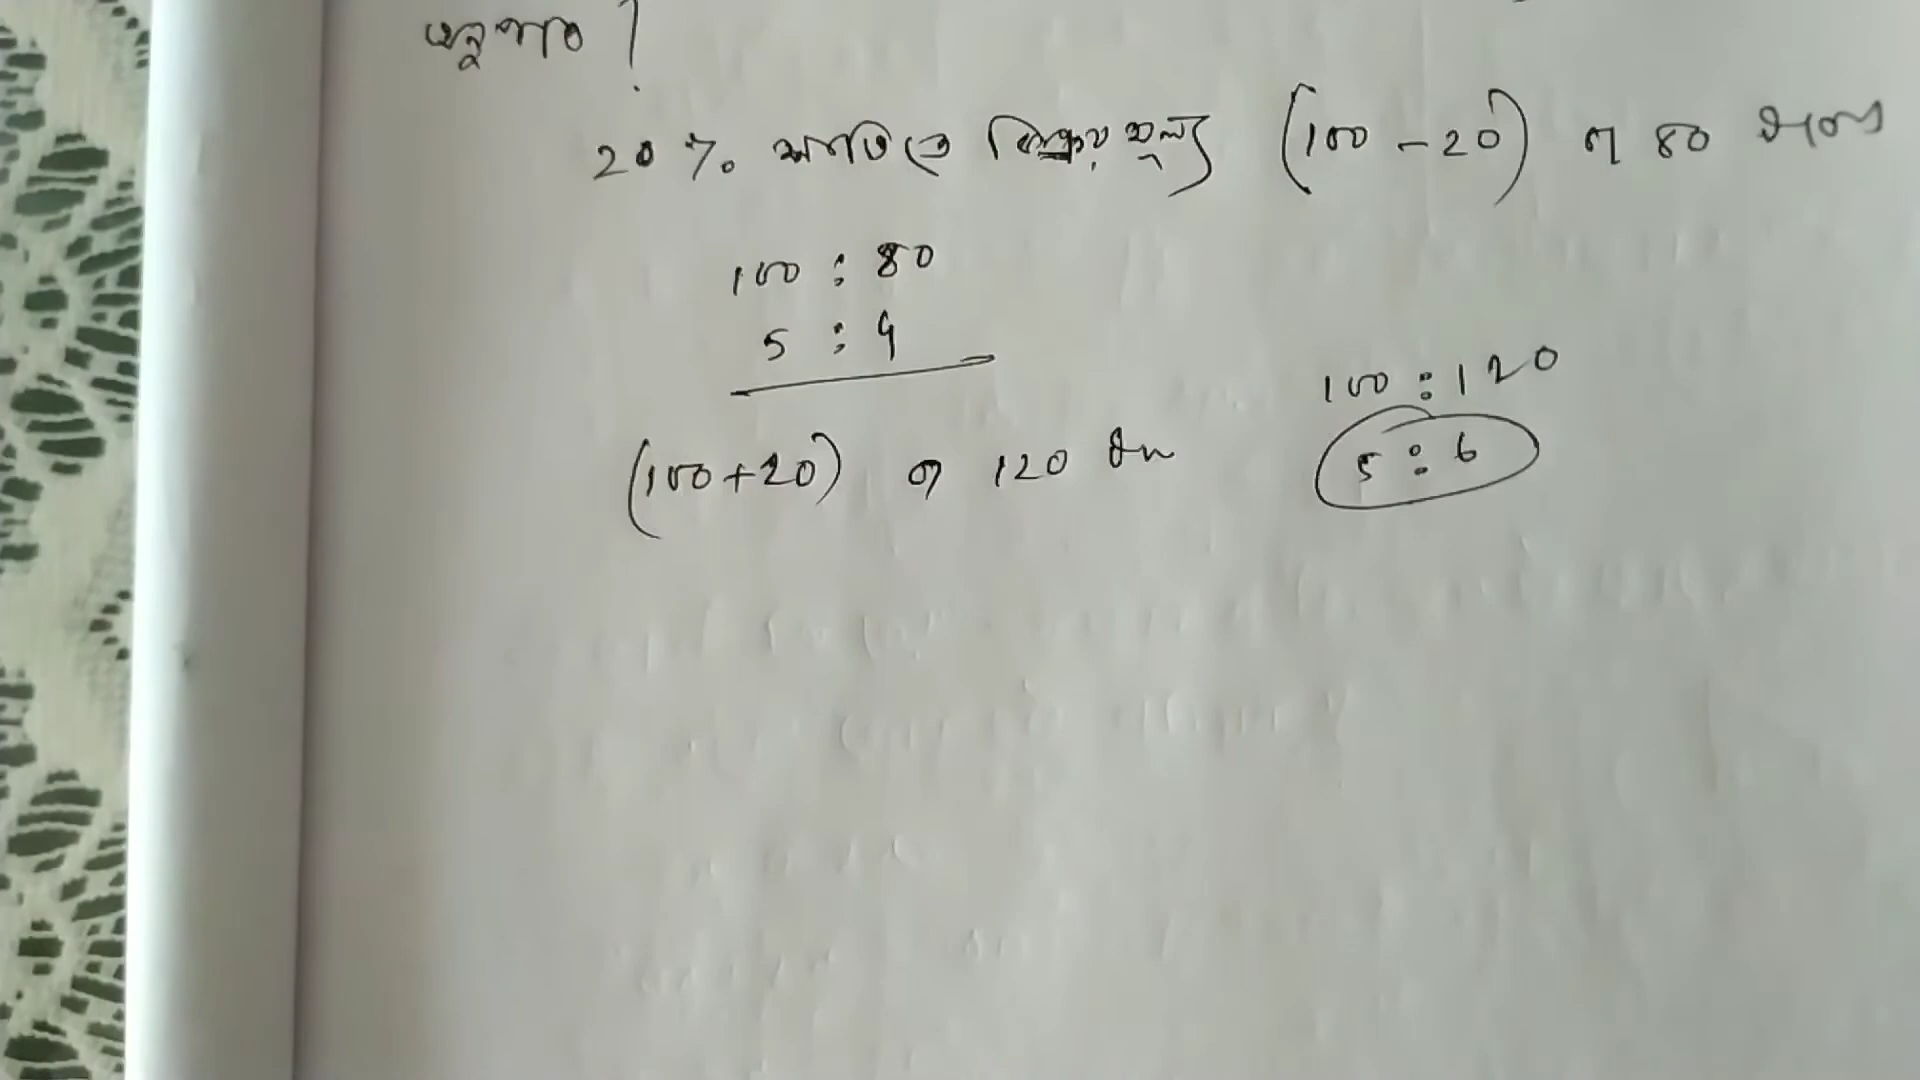 অনুপাত ?
20 % ক্ষতিতে বিক্রয়মূল্য (100 - 20) বা 80 টাকা
100 : 80
5 : 4
(100+20) বা 120
100 : 120
5 : 6